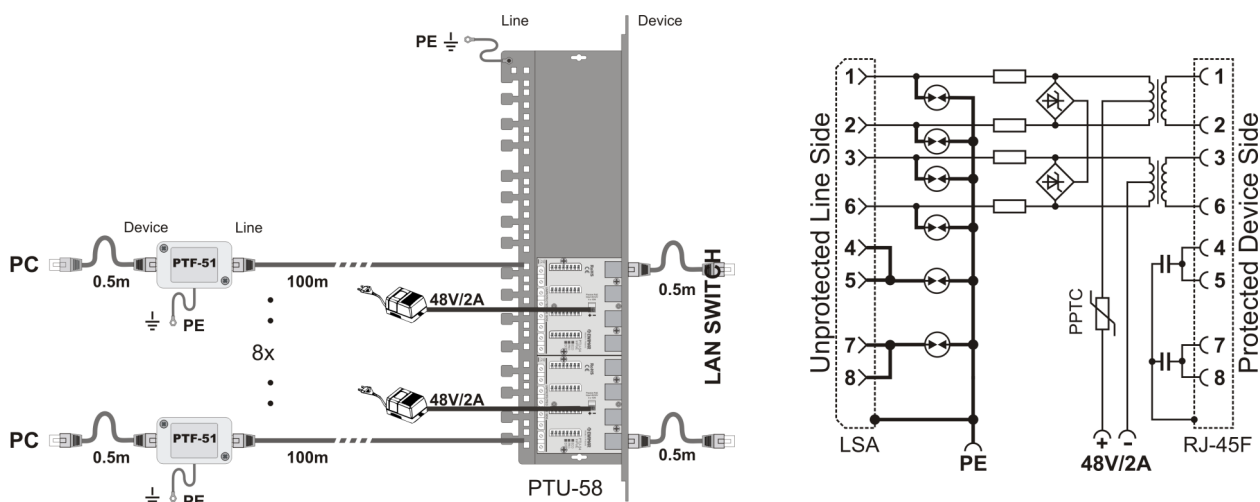 Line
Device
PE
Device
Line
PC
PTF-51
0.5m
PE
100m
48V/2A
0.5m
LAN SWITCH
8x
48V/2A
PC
PTF-51
0.5m
PE
100m
0.5m
PTU-58
Unprotected Line Side
1
2
3
6
4
5
7
8
LSA
PE
PPTC
+
-
48V/2A
1
2
3
6
4
5
7
8
RJ-45F
Protected Device Side